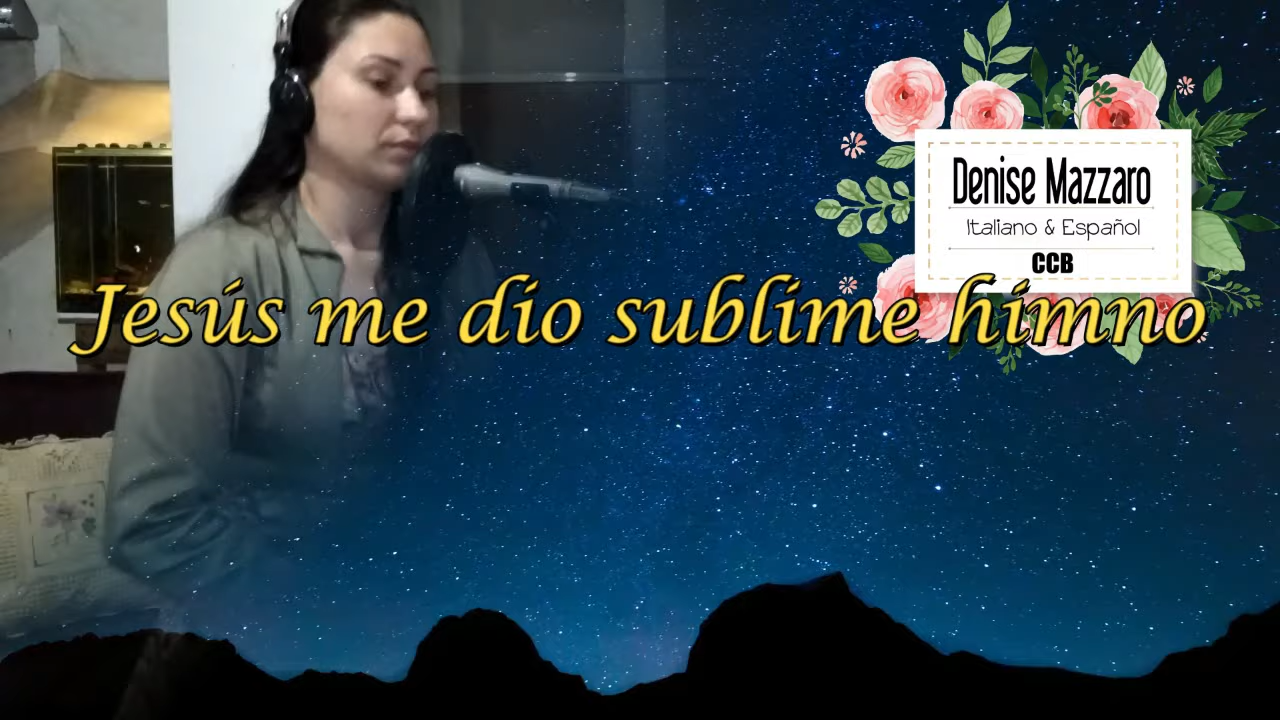 Denise Mazzaro
Italiano & Español
CCB
Jesús me dio sublime himno